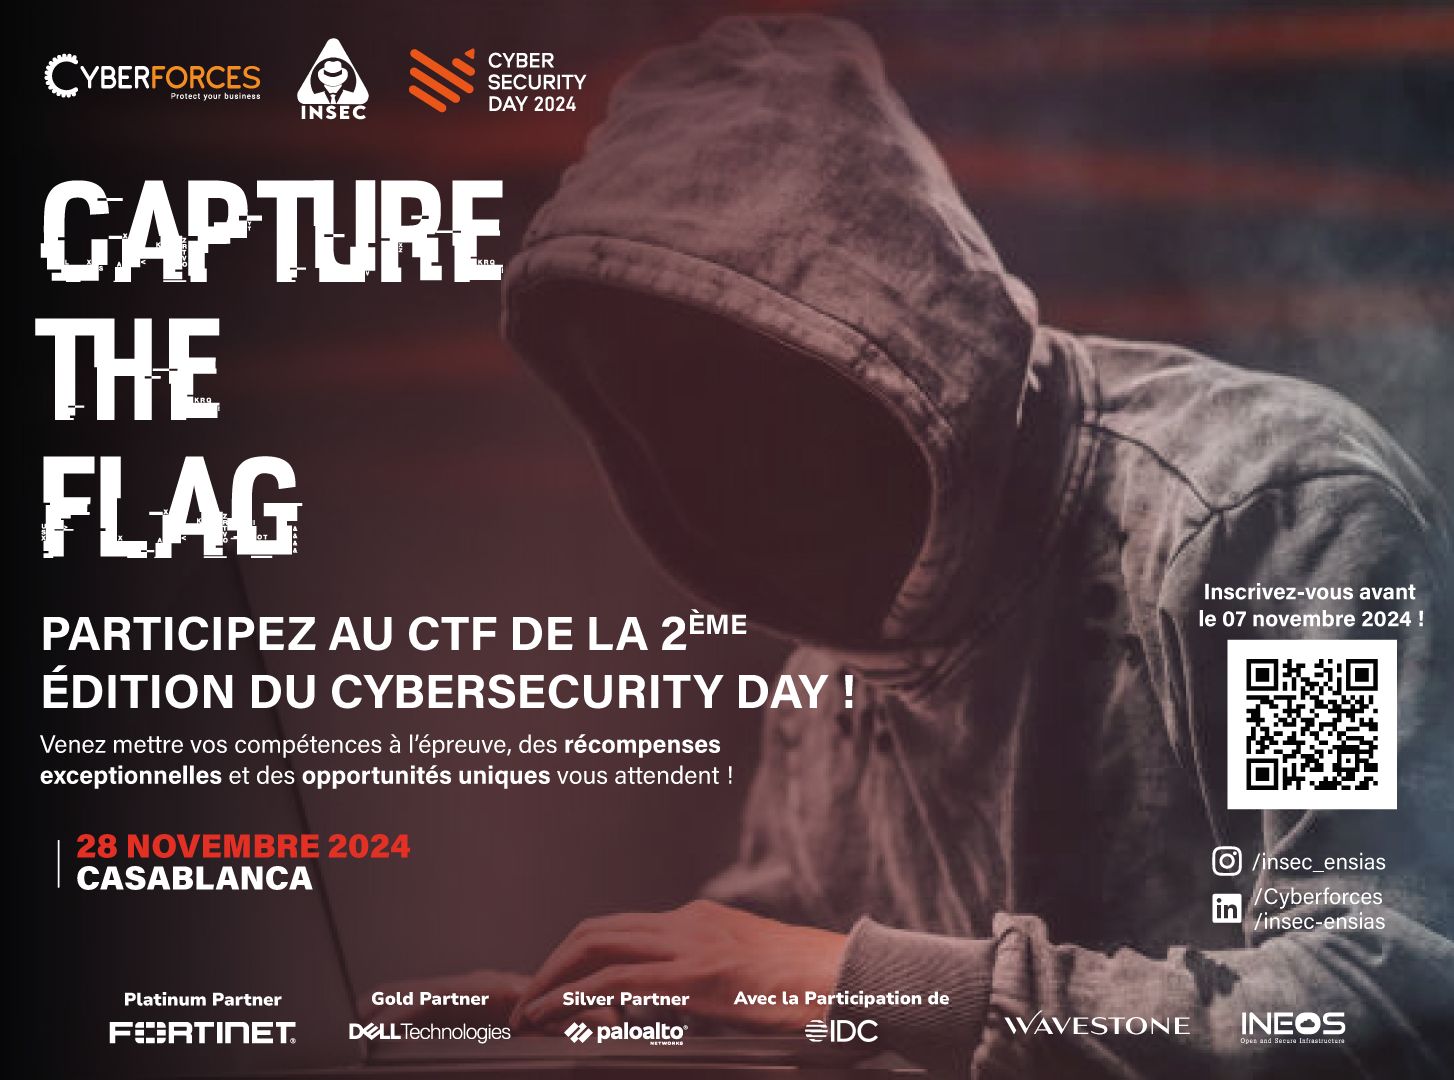 CYBERFORCES
Protect your business
INSEC
CYBER
SECURITY
DAY 2024
CAPTURE
THE
FLAG
PARTICIPEZ AU CTF DE LA 2ÈME
ÉDITION DU CYBERSECURITY DAY !
Venez mettre vos compétences à l’épreuve, des récompenses
exceptionnelles et des opportunités uniques vous attendent !
28 NOVEMBRE 2024
CASABLANCA
Inscrivez-vous avant
le 07 novembre 2024 !
/insec_ensias
/Cyberforces
/insec-ensias
Platinum Partner
FORTINET®
Gold Partner
DELLTechnologies
Silver Partner
paloalto®
NETWORKS
Avec la Participation de
IDC
WAVESTONE
INEOS
Open and Secure Infrastructure